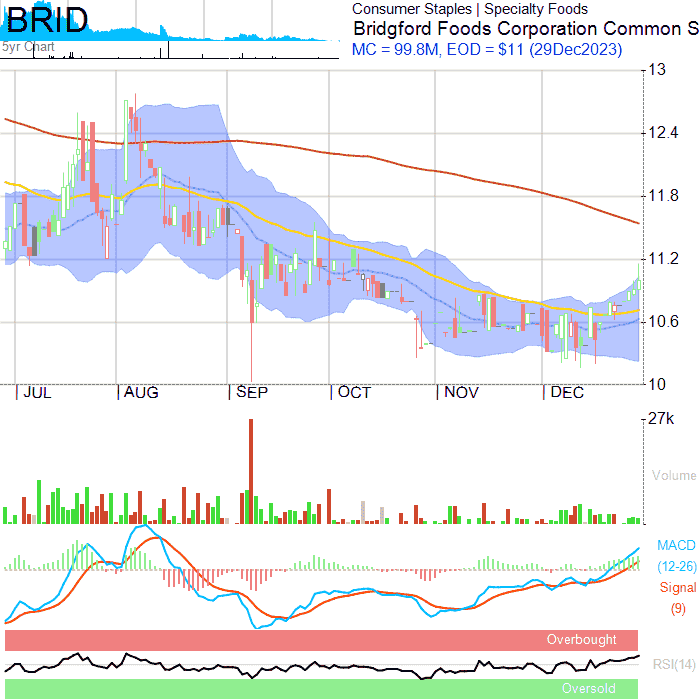 BRID
5yr Chart
Consumer Staples | Specialty Foods
Bridgford Foods Corporation Common S
MC = 99.8M, EOD = $11 (29Dec2023)
13
12.4
11.8
11.2
10.6
10
JUL AUG SEP OCT NOV DEC
27k
Volume
MACD
(12-26)
Signal
(9)
Overbought
RSI(14)
Oversold